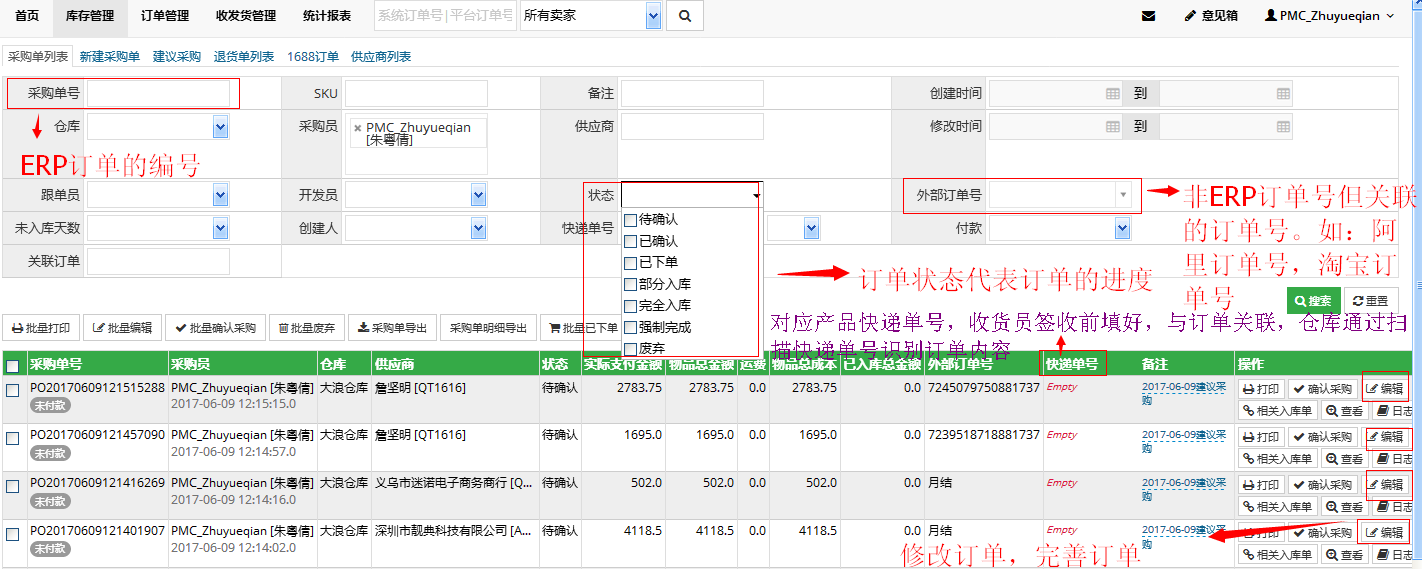 首页 库存管理 订单管理 收发货管理 统计报表 系统订单号|平台订单号 所有卖家 意见箱 PMC_Zhuyueqian
采购单列表 新建采购单 建议采购 退货单列表 1688订单 供应商列表
采购单号 SKU 备注 创建时间 到
仓库 采购员 × PMC_Zhuyueqian [朱粤倩] 供应商 修改时间 到
ERP订单的编号
跟单员 开发员 状态 外部订单号
未入库天数 创建人 快递单号 付款
关联订单
待确认
已确认
已下单
部分入库
完全入库
强制完成
废弃
非ERP订单号但关联
的订单号。如：阿
里订单号，淘宝订
单号
订单状态代表订单的进度
搜索 重置
批量打印 批量编辑 批量确认采购 批量废弃 采购单导出 采购单明细导出 批量已下单
对应产品快递单号，收货员签收前填好，与订单关联，仓库通过扫
描快递单号识别订单内容
采购单号 采购员 仓库 供应商 状态 实际支付金额 物品总金额 运费 物品总成本 已入库总金额 外部订单号 快递单号 备注 操作
PO20170609121515288 PMC_Zhuyueqian [朱粤倩] 大浪仓库 詹坚明 [QT1616] 待确认 2783.75 2783.75 0.0 2783.75 0.0 7245079750881737 Empty 2017-06-09建议采 打印 确认采购 编辑
未付款 2017-06-09 12:15:15.0 购 相关入库单 查看 日志
PO20170609121457090 PMC_Zhuyueqian [朱粤倩] 大浪仓库 詹坚明 [QT1616] 待确认 1695.0 1695.0 0.0 1695.0 0.0 7239518718881737 Empty 2017-06-09建议采 打印 确认采购 编辑
未付款 2017-06-09 12:14:57.0 购 相关入库单 查看 日志
PO20170609121416269 PMC_Zhuyueqian [朱粤倩] 大浪仓库 义乌市迷诺电子商务商行 [Q... 待确认 502.0 502.0 0.0 502.0 0.0 月结 Empty 2017-06-09建议采 打印 确认采购 编辑
未付款 2017-06-09 12:14:16.0 购 相关入库单 查看 日志
PO20170609121401907 PMC_Zhuyueqian [朱粤倩] 大浪仓库 深圳市靓典科技有限公司 [A... 待确认 4118.5 4118.5 0.0 4118.5 0.0 月结 Empty 2017-06-09建议采 打印 确认采购 编辑
未付款 2017-06-09 12:14:02.0 购 相关入库单 查看 日志
修改订单，完善订单